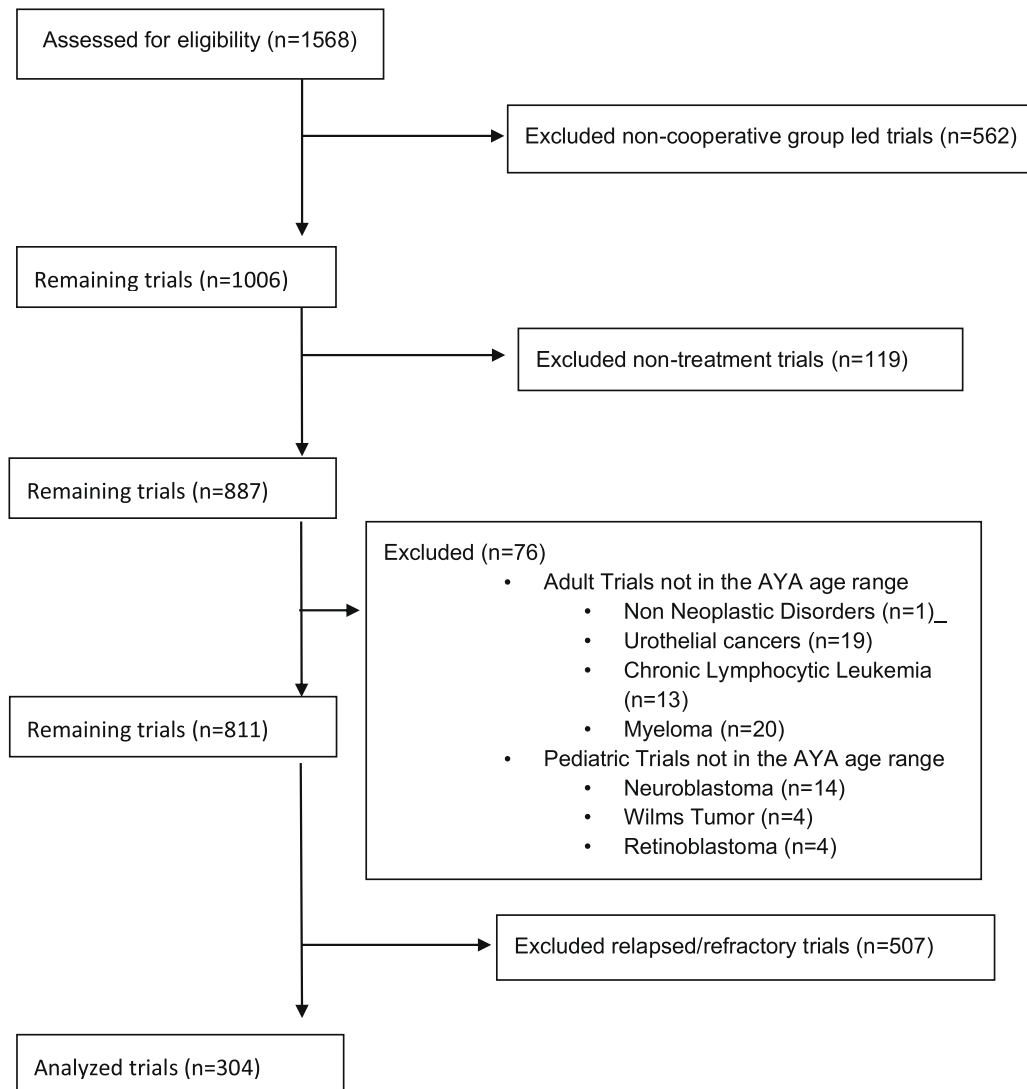 Assessed for eligibility (n=1568)
Excluded non-cooperative group led trials (n=562)
Remaining trials (n=1006)
Excluded non-treatment trials (n=119)
Remaining trials (n=887)
Excluded (n=76)
• Adult Trials not in the AYA age range
• Non Neoplastic Disorders (n=1)_
• Urothelial cancers (n=19)
• Chronic Lymphocytic Leukemia
(n=13)
• Myeloma (n=20)
• Pediatric Trials not in the AYA age range
• Neuroblastoma (n=14)
• Wilms Tumor (n=4)
• Retinoblastoma (n=4)
Remaining trials (n=811)
Excluded relapsed/refractory trials (n=507)
Analyzed trials (n=304)